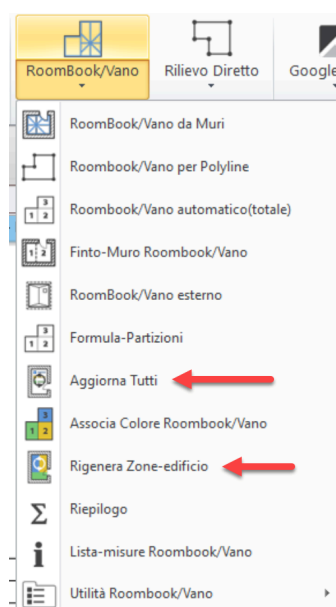 RoomBook/Vano
Rilievo Diretto
Google
RoomBook/Vano da Muri
Roombook/Vano per Polyline
Roombook/Vano automatico(totale)
Finto-Muro Roombook/Vano
RoomBook/Vano esterno
Formula-Partizioni
Aggiorna Tutti
Associa Colore Roombook/Vano
Rigenera Zone-edificio
Riepilogo
Lista-misure Roombook/Vano
Utilità Roombook/Vano